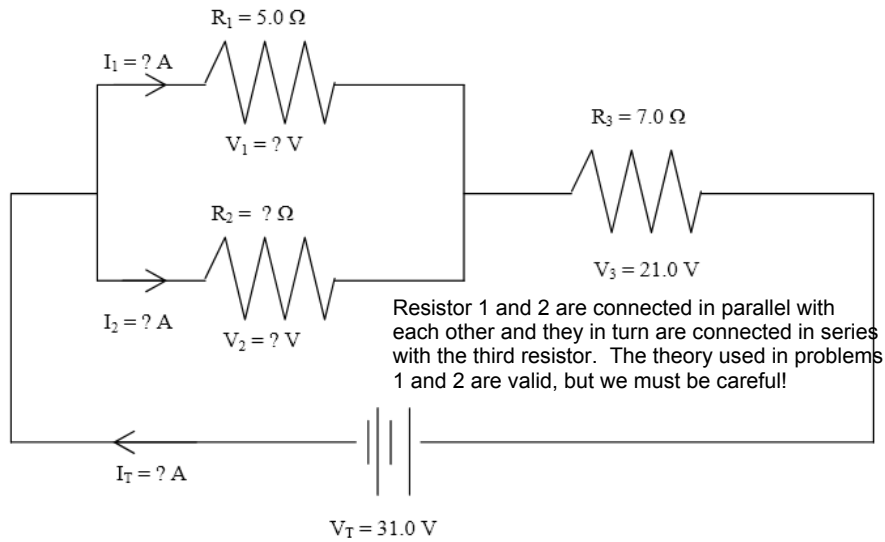 R₁ = 5.0 Ω
I₁ = ? A
V₁ = ? V
R₃ = 7.0 Ω
R₂ = ? Ω
V₃ = 21.0 V
I₂ = ? A
V₂ = ? V
Resistor 1 and 2 are connected in parallel with
each other and they in turn are connected in series
with the third resistor.  The theory used in problems
1 and 2 are valid, but we must be careful!
I_T = ? A
V_T = 31.0 V